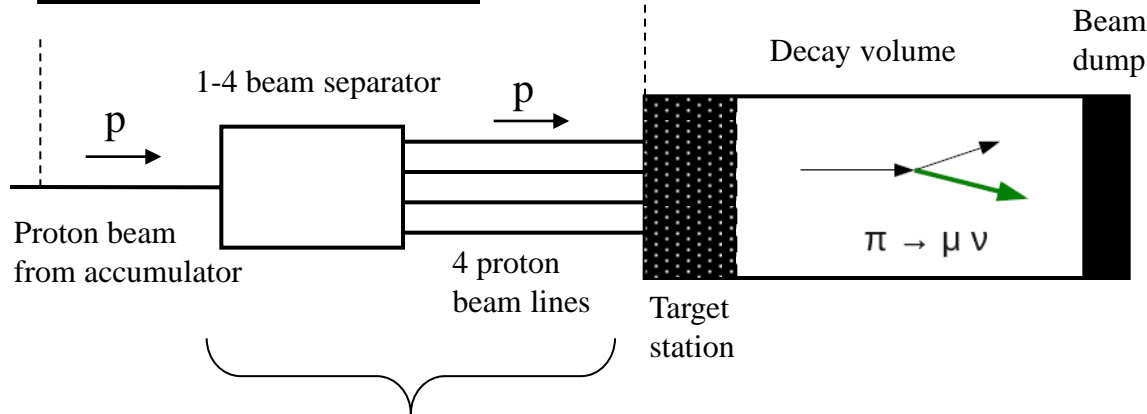 Beam
dump
Decay volume
1-4 beam separator
p
p
π → μ ν
Proton beam
from accumulator
4 proton
beam lines
Target
station